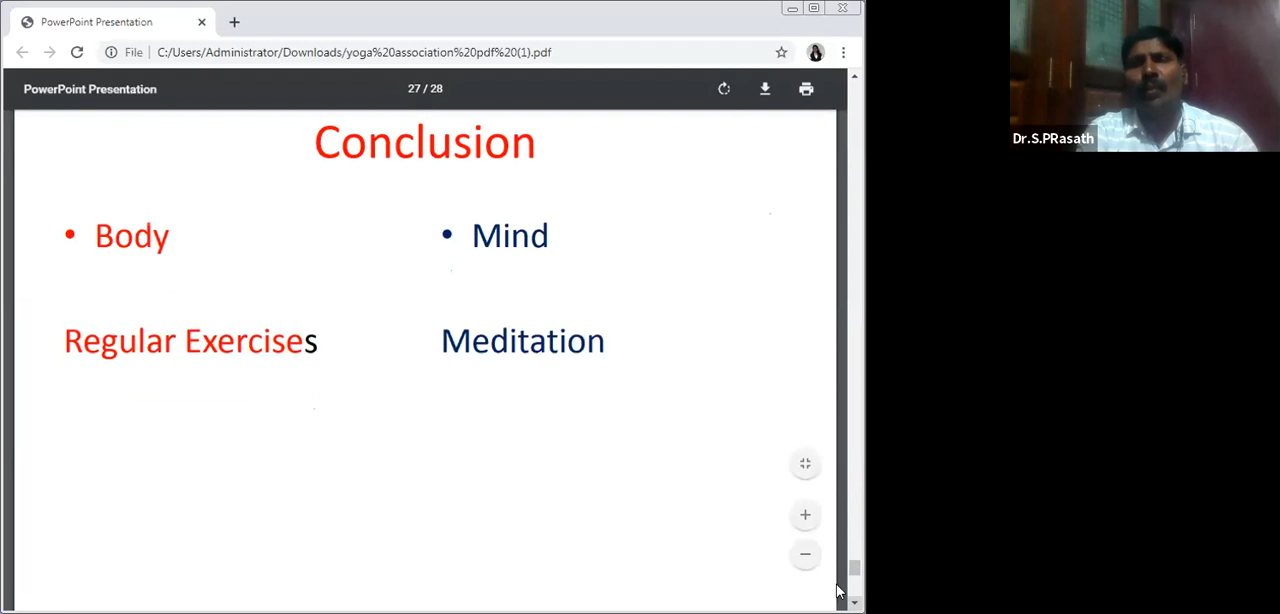 PowerPoint Presentation
File C:/Users/Administrator/Downloads/yoga%20association%20pdf%20(1).pdf
PowerPoint Presentation 27 / 28
Conclusion
• Body • Mind
Regular Exercises Meditation
Dr.S.PRasath